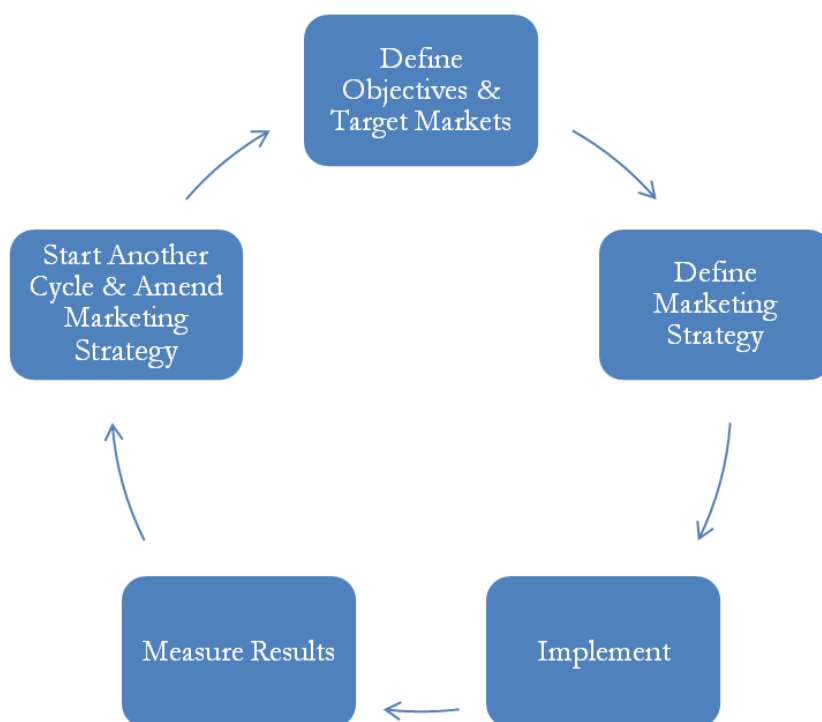 Define
Objectives &
Target Markets
Define
Marketing
Strategy
Implement
Measure Results
Start Another
Cycle & Amend
Marketing
Strategy